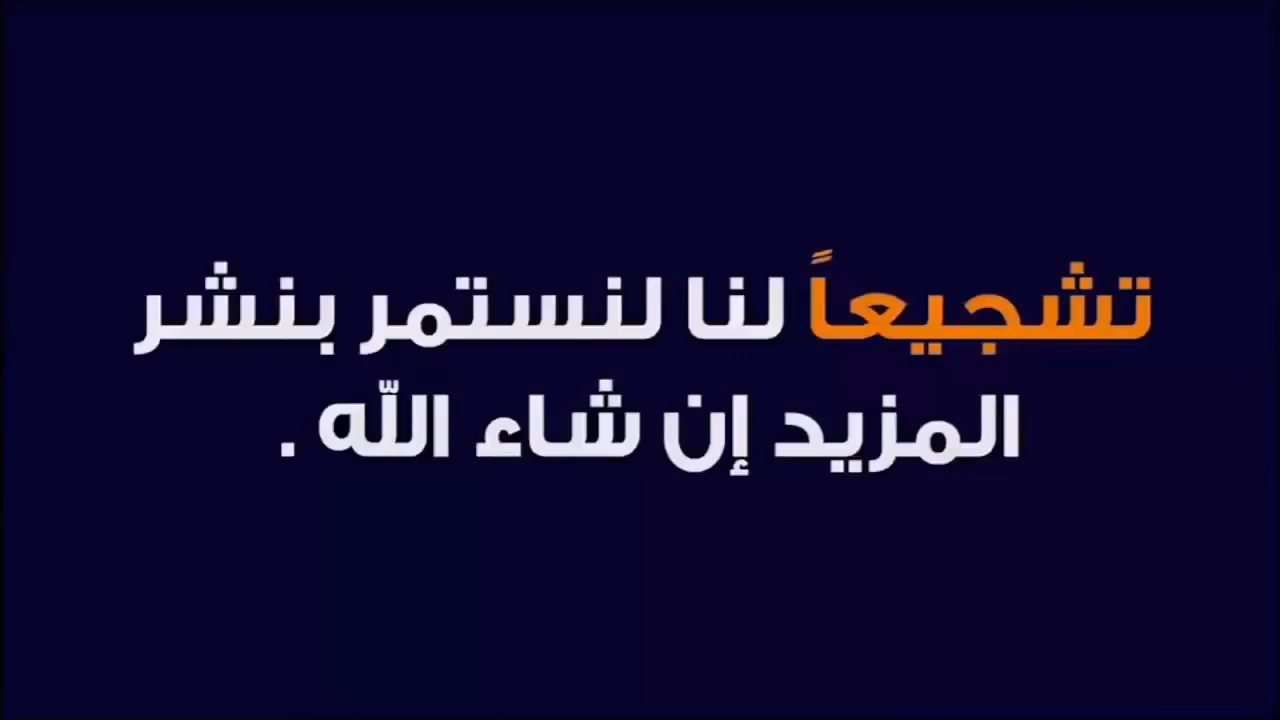 تشجيعاً لنا لنستمر بنشر
المزيد إن شاء اللّه .